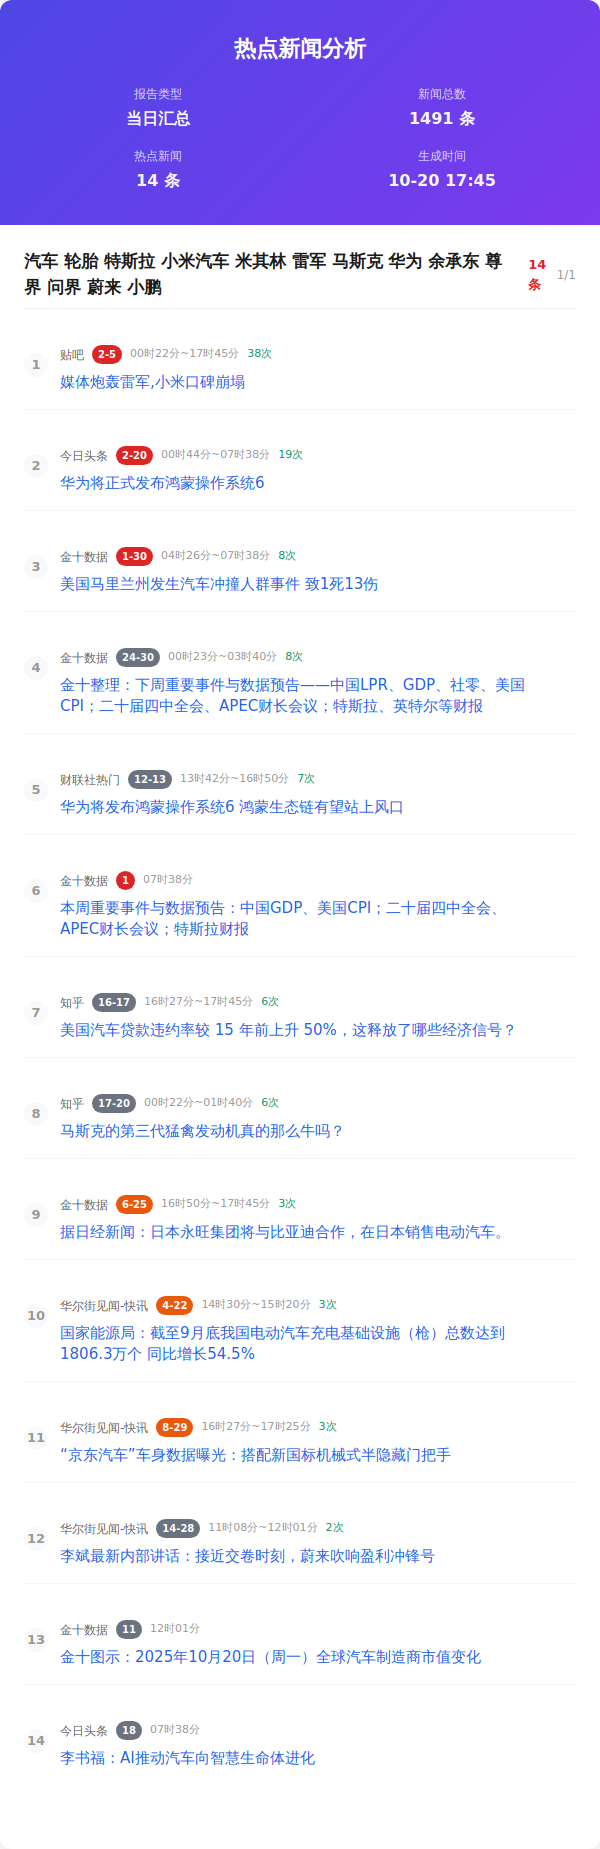 热点新闻分析
报告类型
当日汇总
新闻总数
1491 条
热点新闻
14 条
生成时间
10-20 17:45
汽车 轮胎 特斯拉 小米汽车 米其林 雷军 马斯克 华为 余承东 尊
界 问界 蔚来 小鹏
14
条
1/1
1
贴吧 2-5 00时22分~17时45分 38次
媒体炮轰雷军,小米口碑崩塌
2
今日头条 2-20 00时44分~07时38分 19次
华为将正式发布鸿蒙操作系统6
3
金十数据 1-30 04时26分~07时38分 8次
美国马里兰州发生汽车冲撞人群事件 致1死13伤
4
金十数据 24-30 00时23分~03时40分 8次
金十整理：下周重要事件与数据预告——中国LPR、GDP、社零、美国
CPI；二十届四中全会、APEC财长会议；特斯拉、英特尔等财报
5
财联社热门 12-13 13时42分~16时50分 7次
华为将发布鸿蒙操作系统6 鸿蒙生态链有望站上风口
6
金十数据 1 07时38分
本周重要事件与数据预告：中国GDP、美国CPI；二十届四中全会、
APEC财长会议；特斯拉财报
7
知乎 16-17 16时27分~17时45分 6次
美国汽车贷款违约率较 15 年前上升 50%，这释放了哪些经济信号？
8
知乎 17-20 00时22分~01时40分 6次
马斯克的第三代猛禽发动机真的那么牛吗？
9
金十数据 6-25 16时50分~17时45分 3次
据日经新闻：日本永旺集团将与比亚迪合作，在日本销售电动汽车。
10
华尔街见闻-快讯 4-22 14时30分~15时20分 3次
国家能源局：截至9月底我国电动汽车充电基础设施（枪）总数达到
1806.3万个 同比增长54.5%
11
华尔街见闻-快讯 8-29 16时27分~17时25分 3次
“京东汽车”车身数据曝光：搭配新国标机械式半隐藏门把手
12
华尔街见闻-快讯 14-28 11时08分~12时01分 2次
李斌最新内部讲话：接近交卷时刻，蔚来吹响盈利冲锋号
13
金十数据 11 12时01分
金十图示：2025年10月20日（周一）全球汽车制造商市值变化
14
今日头条 18 07时38分
李书福：AI推动汽车向智慧生命体进化